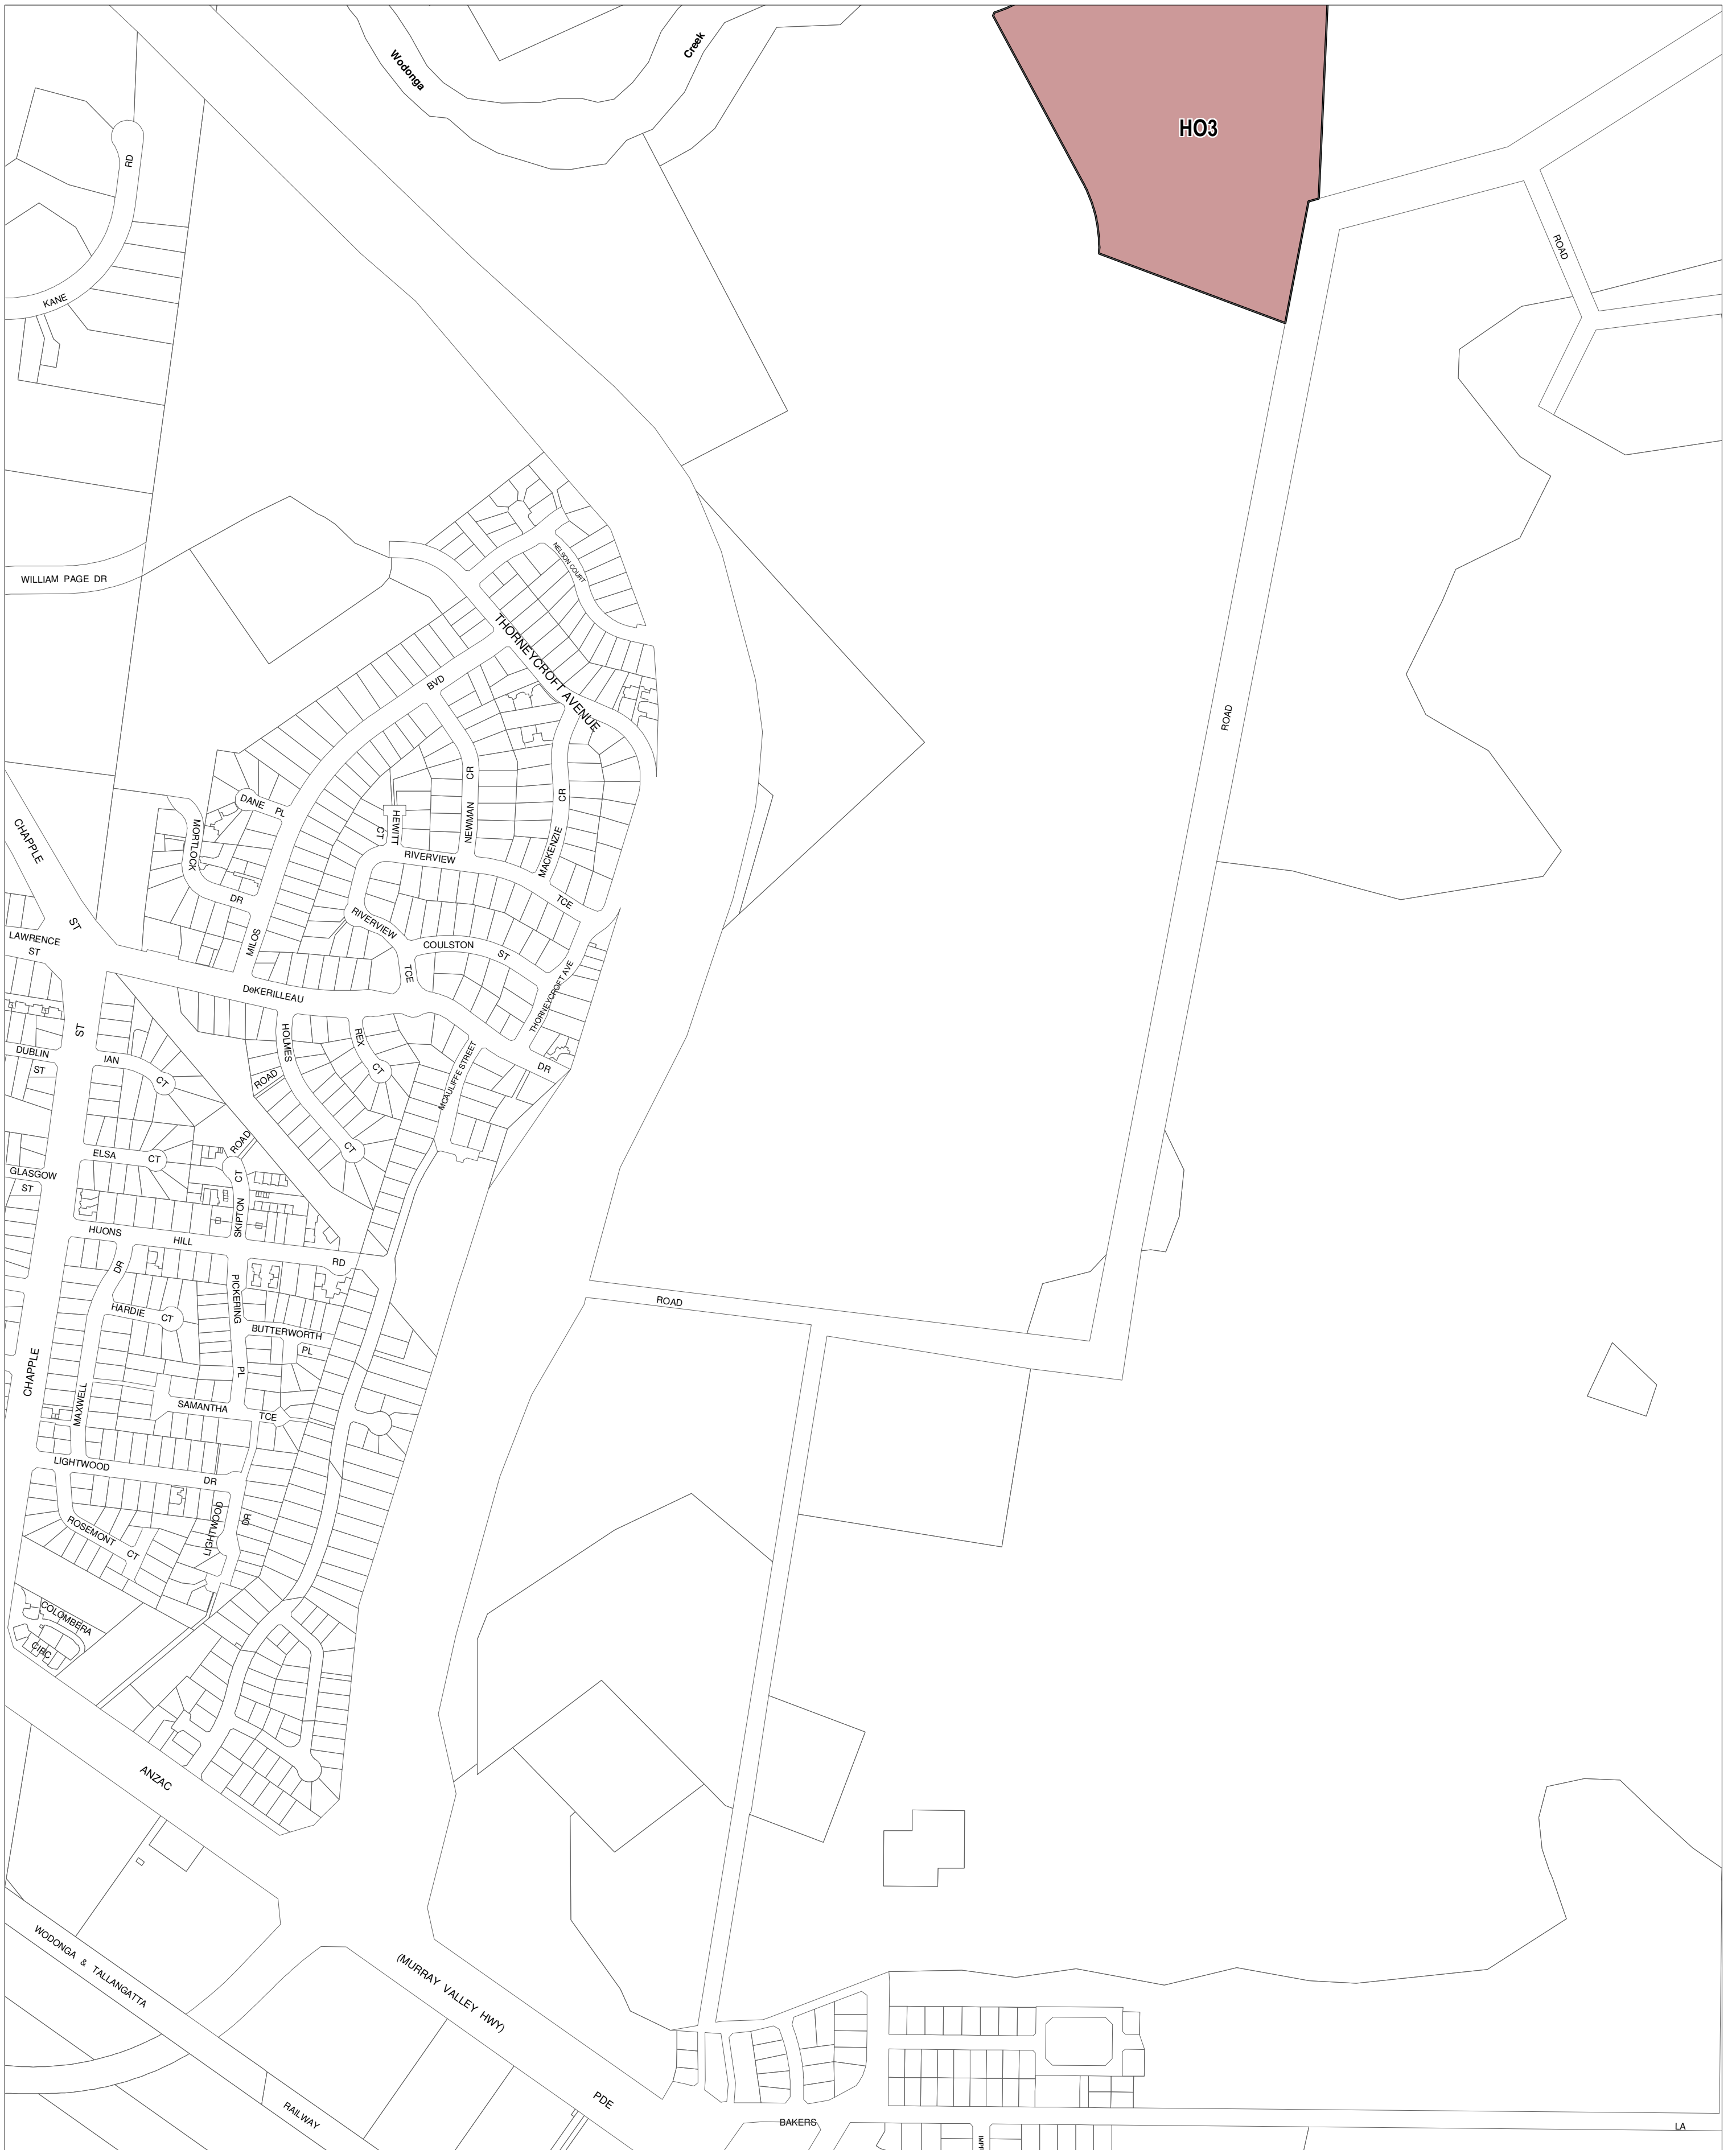 Wodonga
Creek
HO3
RD
KANE
ROAD
WILLIAM PAGE DR
NELSON COURT
THORNEYCROFT AVENUE
BVD
ROAD
CR
CR
DANE PL
MORTLOCK
HEWITT
CT
NEWMAN
MACKENZIE
CHAPPLE
RIVERVIEW
DR
TCE
ST
RIVERVIEW
LAWRENCE
ST
MILOS
COULSTON
ST
TCE
DeKERILLEAU
THORNEYCROFT AVE
ST
HOLMES
REX
DUBLIN
ST
IAN
CT
CT
ROAD
MCAULIFFE STREET
DR
ELSA
CT
ROAD
CT
GLASGOW
ST
CT
SKIPTON
HUONS
HILL
RD
DR
PICKERING
HARDIE
CT
ROAD
BUTTERWORTH
PL
PL
CHAPPLE
MAXWELL
SAMANTHA
TCE
LIGHTWOOD
DR
ROSEMONT
CT
LIGHTWOOD
DR
COLOMBERA
CIRC
ANZAC
WODONGA & TALLANGATTA
(MURRAY VALLEY HWY)
RAILWAY
PDE
BAKERS
LA